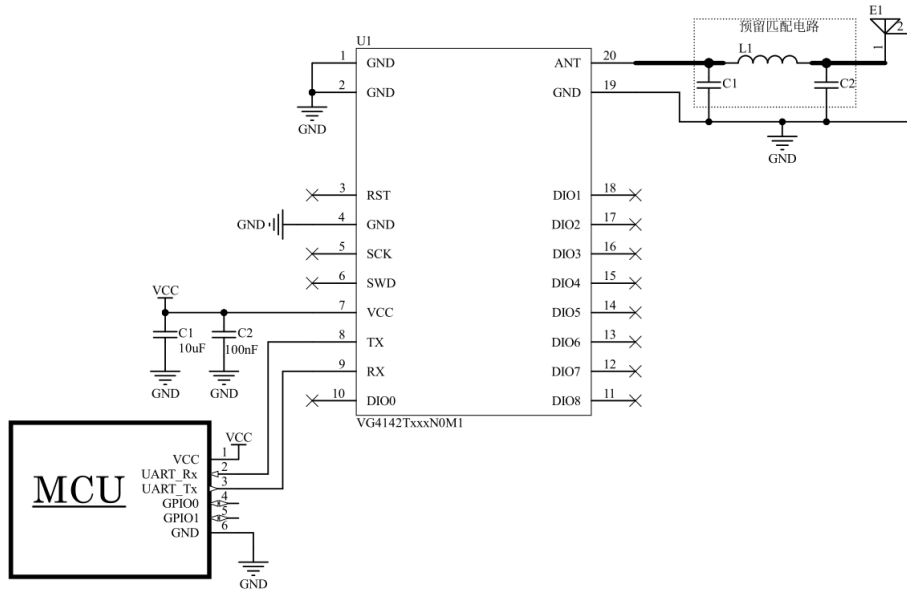 E1
2
预留匹配电路
1
L1
C1
C2
GND
U1
1
GND
2
GND
GND
ANT
20
GND
19
3
RST
GND
4
GND
5
SCK
6
SWD
VCC
7
VCC
C1
10uF
C2
100nF
GND
GND
8
TX
9
RX
10
DIO0
DIO1
18
DIO2
17
DIO3
16
DIO4
15
DIO5
14
DIO6
13
DIO7
12
DIO8
11
VG4142TxxxN0M1
MCU
VCC
1
VCC
UART_Rx
2
UART_Tx
3
GPIO0
4
GPIO1
5
GND
6
GND